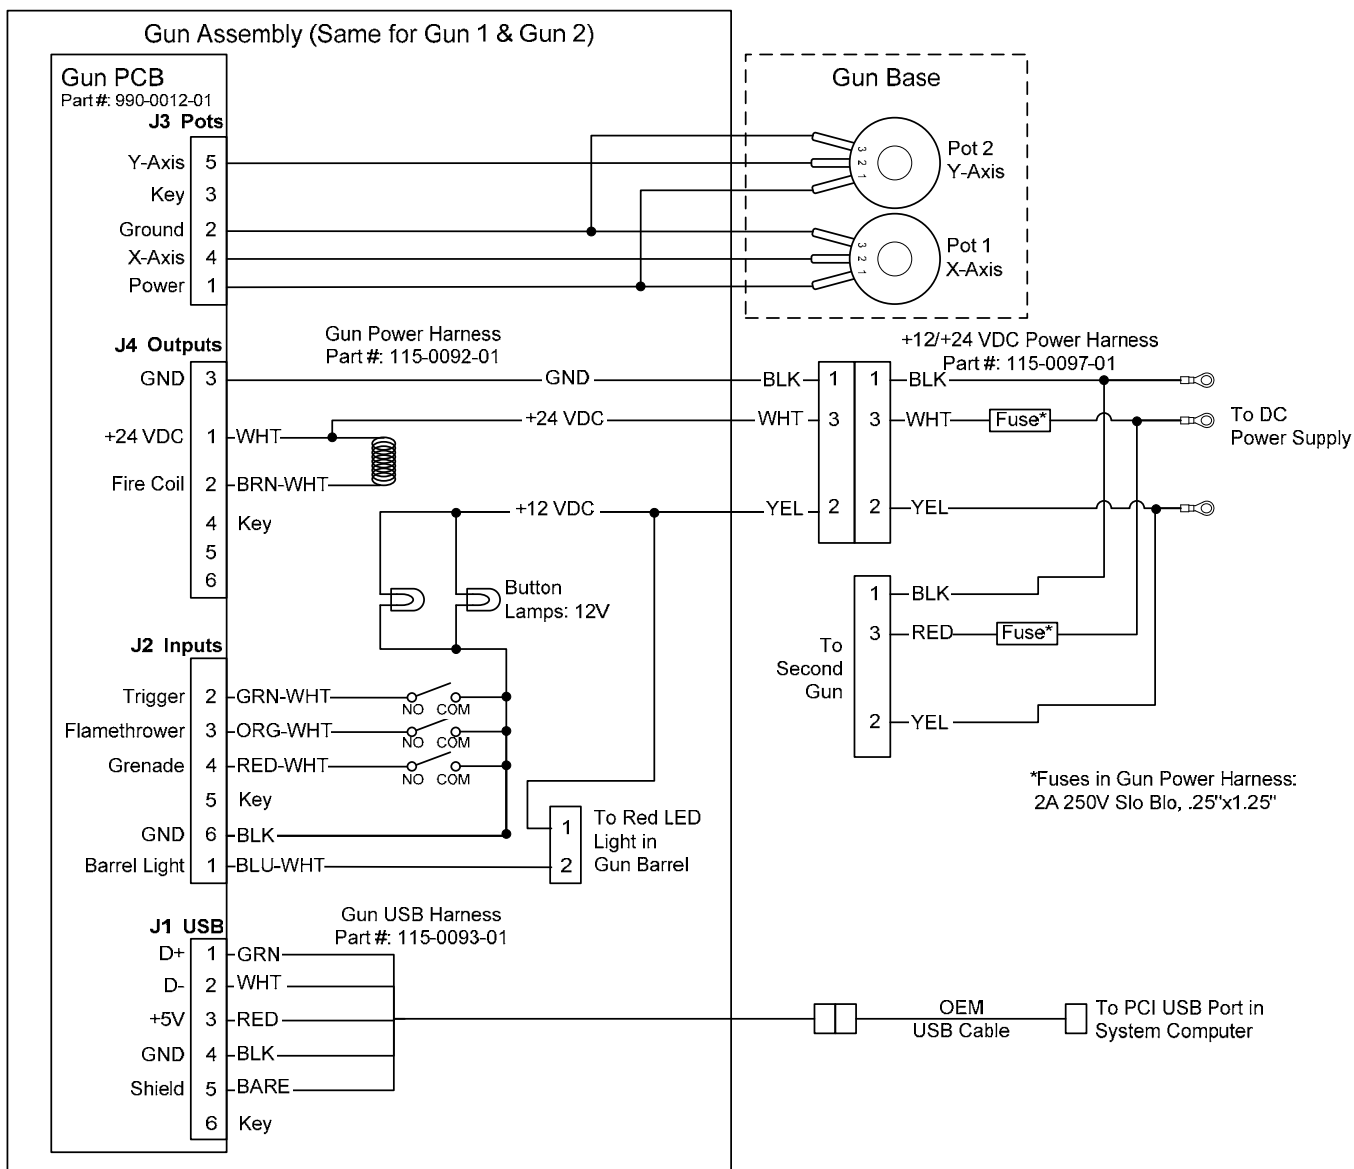 Gun Assembly (Same for Gun 1 & Gun 2)
Gun PCB
Part#: 990-0012-01
J3 Pots
Y-Axis 5
Key 3
Ground 2
X-Axis 4
Power 1
Gun Base
3
2
1
Pot 2
Y-Axis
3
2
1
Pot 1
X-Axis
J4 Outputs
Gun Power Harness
Part #: 115-0092-01
+12/+24 VDC Power Harness
Part #: 115-0097-01
GND 3 GND BLK 1 1 BLK
+24 VDC WHT 3 3 WHT Fuse*
To DC
Power Supply
+24 VDC 1 WHT
Fire Coil 2 BRN-WHT
+12 VDC YEL 2 2 YEL
4 Key
5
6
Button
Lamps: 12V
1 BLK
3 RED Fuse*
2 YEL
To
Second
Gun
J2 Inputs
Trigger 2 GRN-WHT NO COM
Flamethrower 3 ORG-WHT NO COM
Grenade 4 RED-WHT NO COM
5 Key
GND 6 BLK
Barrel Light 1 BLU-WHT
1
2
To Red LED
Light in
Gun Barrel
*Fuses in Gun Power Harness:
2A 250V Slo Blo, .25"x1.25"
J1 USB
Gun USB Harness
Part #: 115-0093-01
D+ 1 GRN
D- 2 WHT
+5V 3 RED
GND 4 BLK
Shield 5 BARE
6 Key
OEM
USB Cable
To PCI USB Port in
System Computer